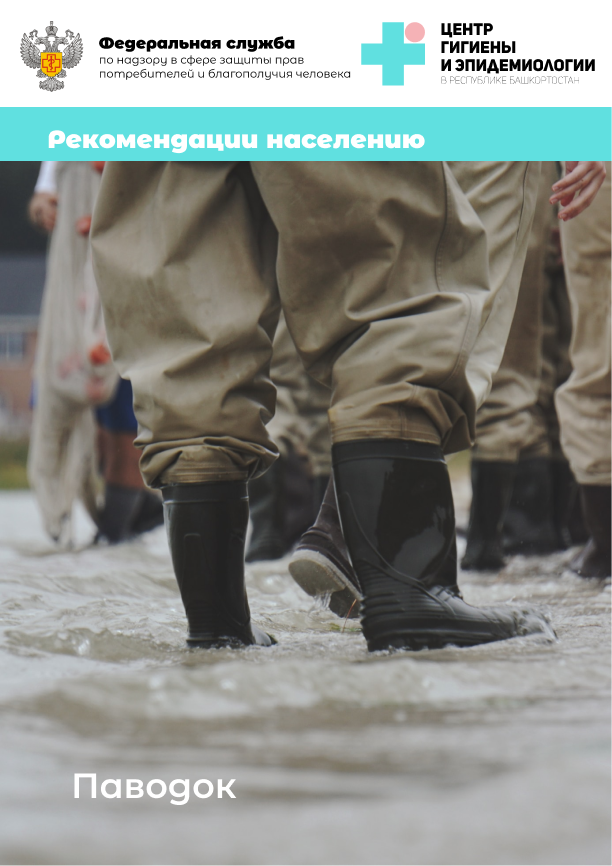 Федеральная служба
по надзору в сфере защиты прав
потребителей и благополучия человека
ЦЕНТР
ГИГИЕНЫ
И ЭПИДЕМИОЛОГИИ
В РЕСПУБЛИКЕ БАШКОРТОСТАН
Рекомендации населению
Паводок